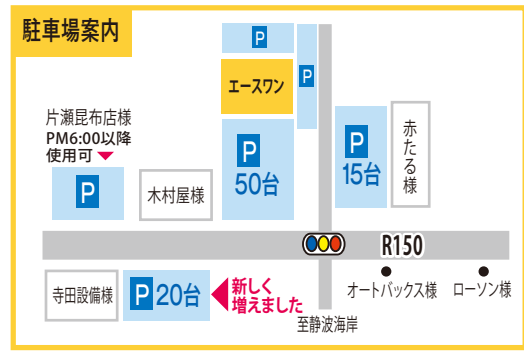 駐車場案内
P
エースワン
P
片瀬昆布店様
PM6:00以降
使用可
P
木村屋様
P
50台
P
15台
赤たる様
R150
寺田設備様
P 20台
新しく
増えました
オートバックス様
ローソン様
至静波海岸